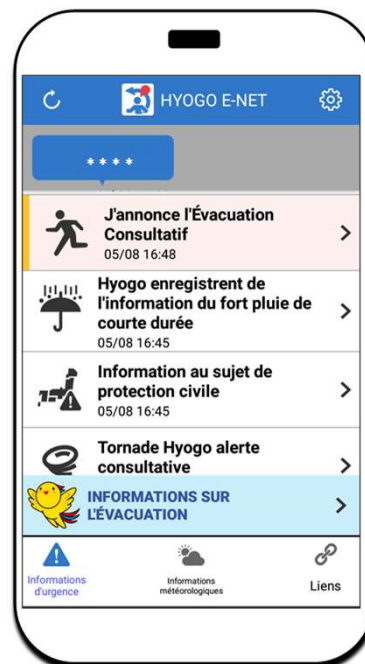 HYOGO E-NET
****
J'annonce l'Évacuation
Consultatif
05/08 16:48
Hyogo enregistrent de
l'information du fort pluie de
courte durée
05/08 16:45
Information au sujet de
protection civile
05/08 16:45
Tornade Hyogo alerte
consultative
INFORMATIONS SUR
L'ÉVACUATION
Informations
d'urgence
Informations
météorologiques
Liens